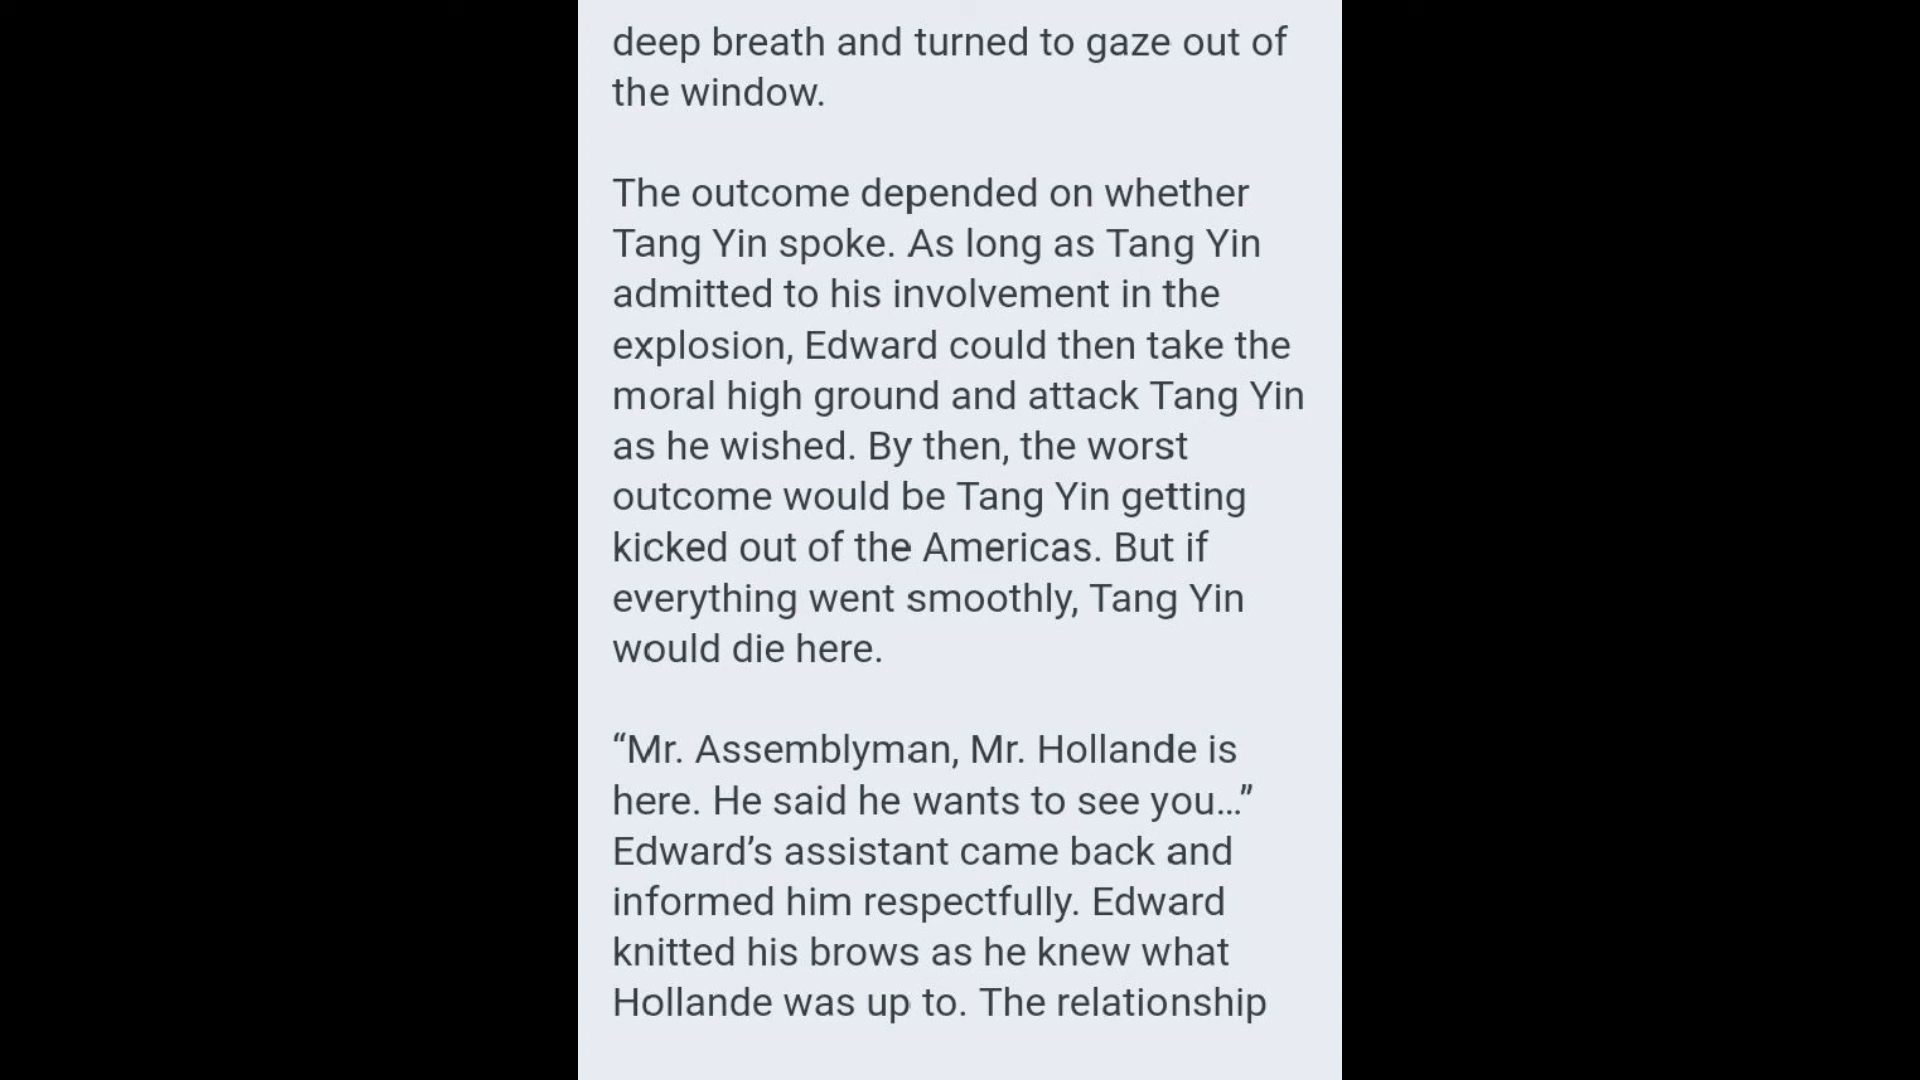 deep breath and turned to gaze out of
the window.
The outcome depended on whether
Tang Yin spoke. As long as Tang Yin
admitted to his involvement in the
explosion, Edward could then take the
moral high ground and attack Tang Yin
as he wished. By then, the worst
outcome would be Tang Yin getting
kicked out of the Americas. But if
everything went smoothly, Tang Yin
would die here.
“Mr. Assemblyman, Mr. Hollande is
here. He said he wants to see you…”
Edward’s assistant came back and
informed him respectfully. Edward
knitted his brows as he knew what
Hollande was up to. The relationship